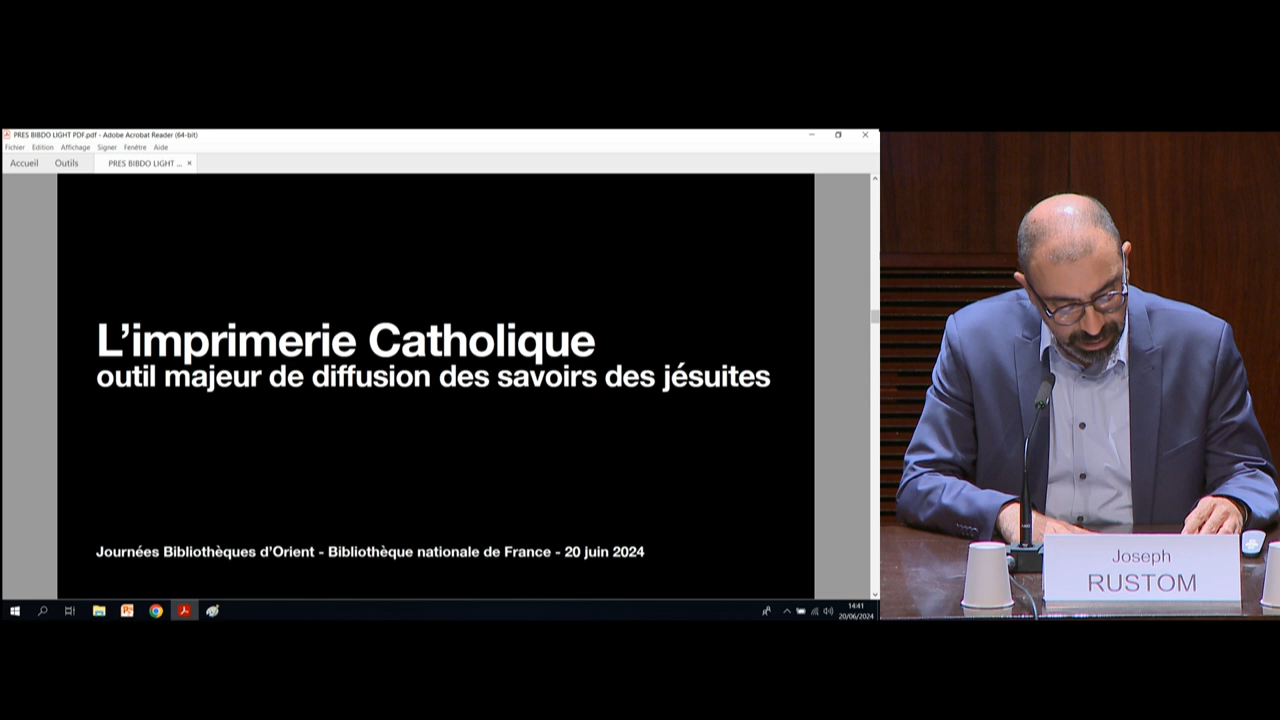 PRES BIBDO LIGHT PDF.pdf - Adobe Acrobat Reader (64-bit)
Fichier Edition Affichage Signer Fenêtre Aide
Accueil Outils PRES BIBDO LIGHT ...
L'imprimerie Catholique
outil majeur de diffusion des savoirs des jésuites
Journées Bibliothèques d'Orient - Bibliothèque nationale de France - 20 juin 2024
14:41
20/06/2024
Joseph
RUSTOM